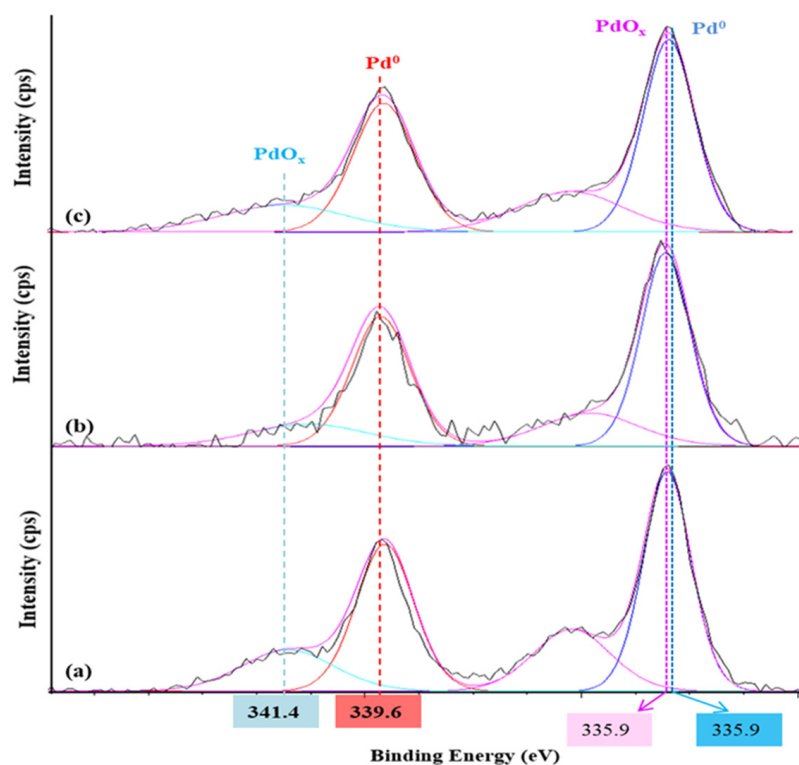 PdOₓ Pd⁰
Pd⁰
PdOₓ
Intensity (cps)
(c)
Intensity (cps)
(b)
Intensity (cps)
(a)
341.4 339.6 335.9 335.9
Binding Energy (eV)